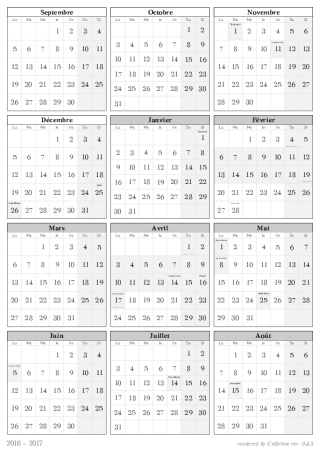 Septembre
Lu Ma Me Je Ve Sa Di
1 2 3 4
5 6 7 8 9 10 11
12 13 14 15 16 17 18
19 20 21 22 23 24 25
26 27 28 29 30
Octobre
Lu Ma Me Je Ve Sa Di
1 2
3 4 5 6 7 8 9
10 11 12 13 14 15 16
17 18 19 20 21 22 23
24 25 26 27 28 29 30
31
Novembre
Lu Ma Me Je Ve Sa Di
1 2 3 4 5 6
7 8 9 10 11 12 13
14 15 16 17 18 19 20
21 22 23 24 25 26 27
28 29 30
Décembre
Lu Ma Me Je Ve Sa Di
1 2 3 4
5 6 7 8 9 10 11
12 13 14 15 16 17 18
19 20 21 22 23 24 25
26 27 28 29 30 31
Janvier
Lu Ma Me Je Ve Sa Di
1
2 3 4 5 6 7 8
9 10 11 12 13 14 15
16 17 18 19 20 21 22
23 24 25 26 27 28 29
30 31
Février
Lu Ma Me Je Ve Sa Di
1 2 3 4 5
6 7 8 9 10 11 12
13 14 15 16 17 18 19
20 21 22 23 24 25 26
27 28
Mars
Lu Ma Me Je Ve Sa Di
1 2 3 4 5
6 7 8 9 10 11 12
13 14 15 16 17 18 19
20 21 22 23 24 25 26
27 28 29 30 31
Avril
Lu Ma Me Je Ve Sa Di
1 2
3 4 5 6 7 8 9
10 11 12 13 14 15 16
17 18 19 20 21 22 23
24 25 26 27 28 29 30
Mai
Lu Ma Me Je Ve Sa Di
1 2 3 4 5 6 7
8 9 10 11 12 13 14
15 16 17 18 19 20 21
22 23 24 25 26 27 28
29 30 31
Juin
Lu Ma Me Je Ve Sa Di
1 2 3 4
5 6 7 8 9 10 11
12 13 14 15 16 17 18
19 20 21 22 23 24 25
26 27 28 29 30
Juillet
Lu Ma Me Je Ve Sa Di
1 2
3 4 5 6 7 8 9
10 11 12 13 14 15 16
17 18 19 20 21 22 23
24 25 26 27 28 29 30
31
Août
Lu Ma Me Je Ve Sa Di
1 2 3 4 5 6
7 8 9 10 11 12 13
14 15 16 17 18 19 20
21 22 23 24 25 26 27
28 29 30 31
2016 – 2017
rendered by Callirhoe ver. 0.4.3